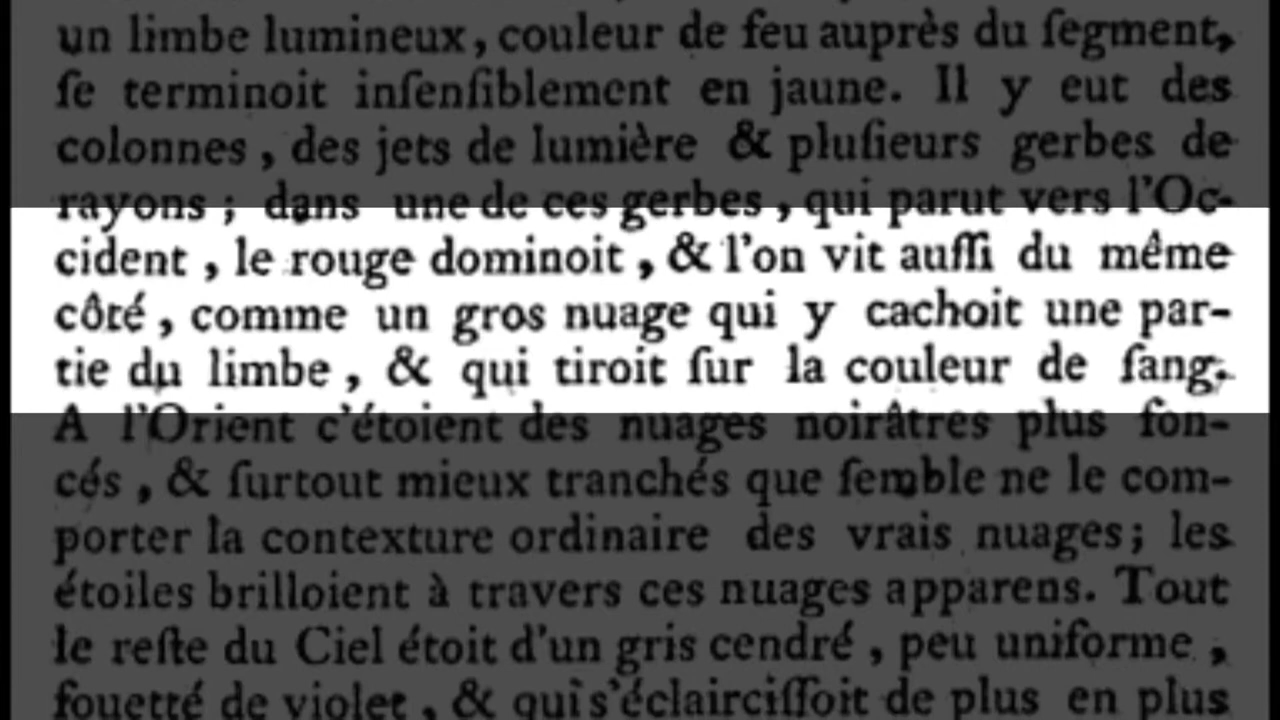 un limbe lumineux, couleur de feu auprès du ſegment,
ſe terminoit inſenſiblement en jaune. Il y eut des
colonnes, des jets de lumière & pluſieurs gerbes de
rayons ; dans une de ces gerbes, qui parut vers l'Oc-
cident, le rouge dominoit, & l'on vit auſſi du même
côté, comme un gros nuage qui y cachoit une par-
tie du limbe, & qui tiroit ſur la couleur de ſang.
A l'Orient c'étoient des nuages noirâtres plus fon-
cés, & ſurtout mieux tranchés que ſemble ne le com-
porter la contexture ordinaire des vrais nuages; les
étoiles brilloient à travers ces nuages apparens. Tout
le reſte du Ciel étoit d'un gris cendré, peu uniforme,
fouetté de violet, & qui s'éclairciſſoit de plus en plus